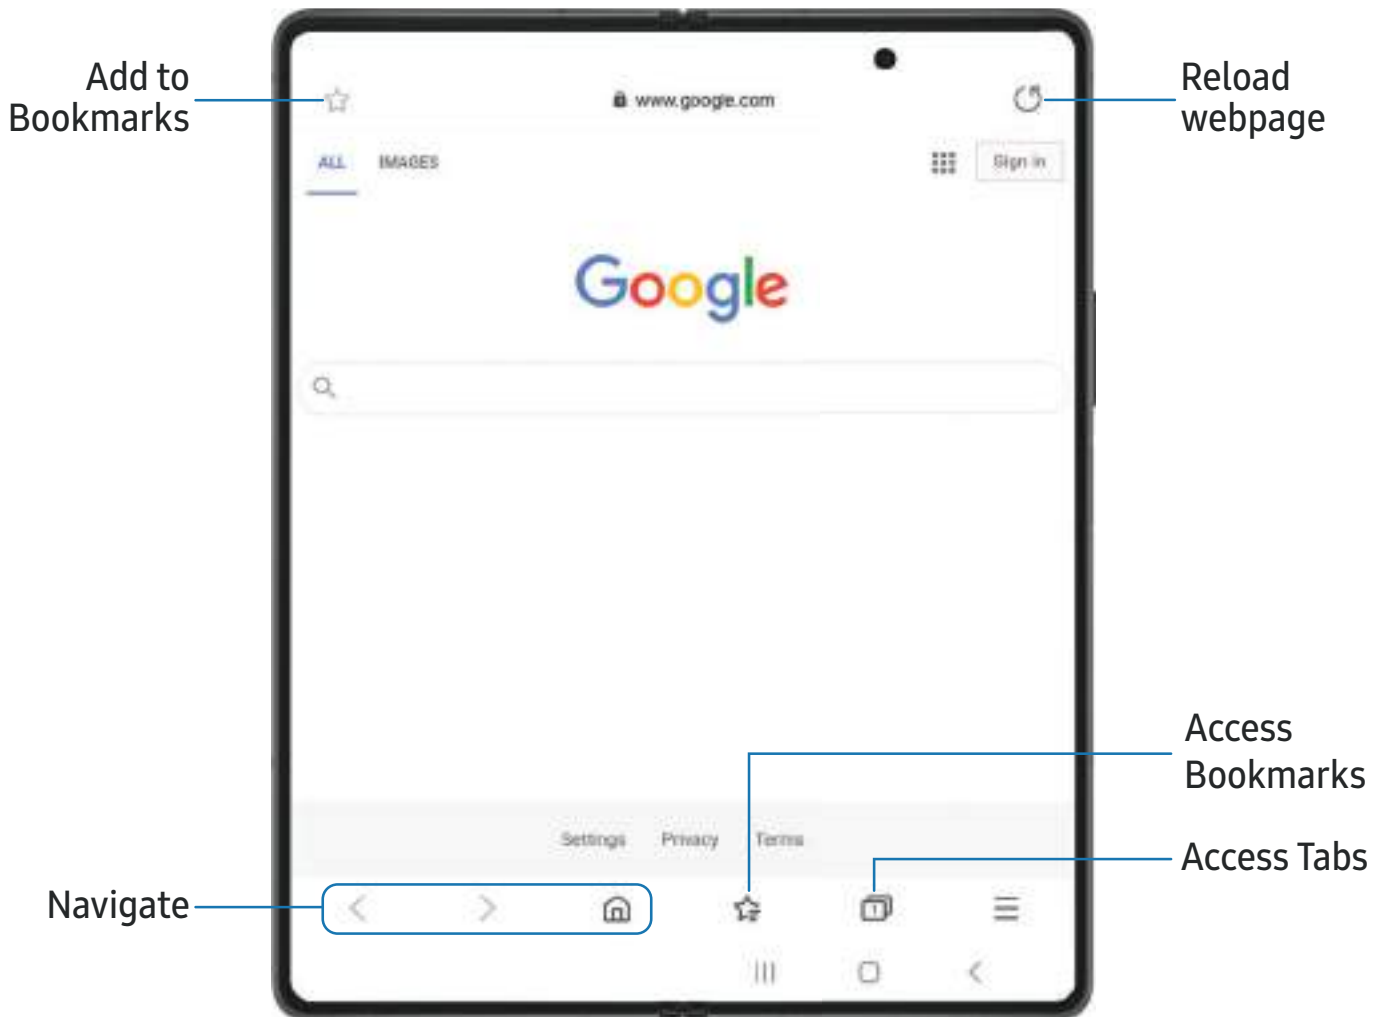 Add to
Bookmarks
www.google.com
Reload
webpage
ALL IMAGES
Sign in
Google
Access
Bookmarks
Settings Privacy Terms
Access Tabs
Navigate
1